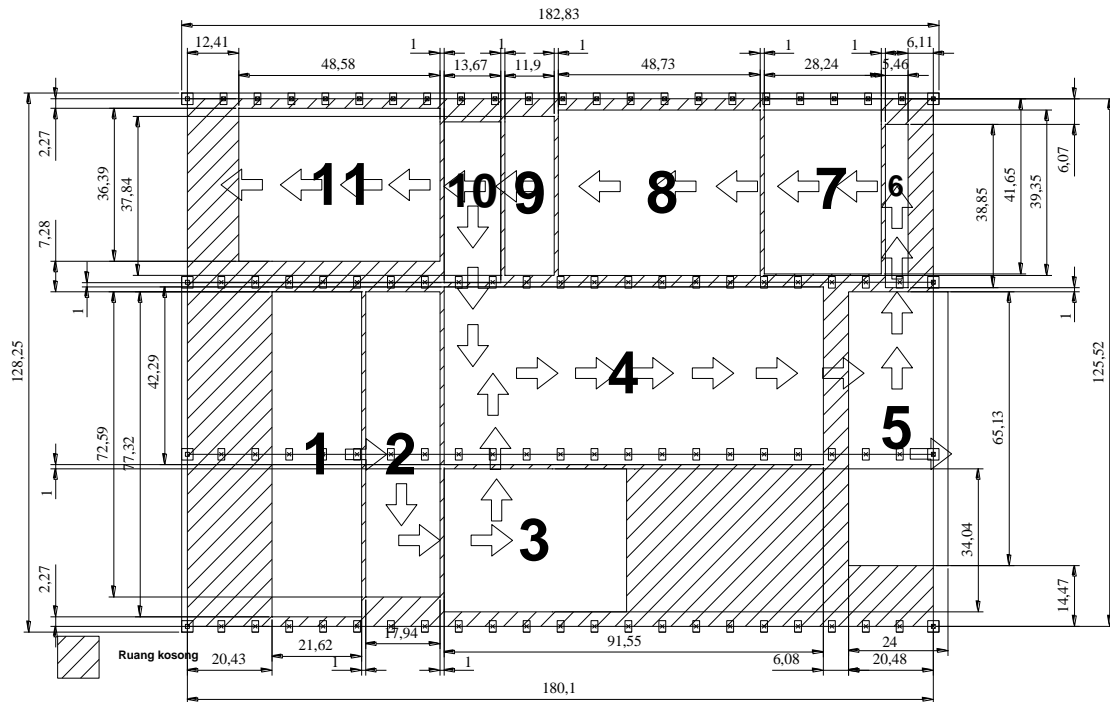 182,83
12,41 1 1 1 1 1 6,11
48,58 13,67 11,9 48,73 28,24 5,46
2,27
36,39
37,84
7,28
1
128,25
42,29
72,59
77,32
1
2,27
11 10 9 8 7 6
1 2 4 5
3
6,07
38,85
41,65
39,35
1
125,52
65,13
34,04
14,47
17,94 91,55 24
21,62 6,08 20,48
20,43 1 1
180,1
Ruang kosong